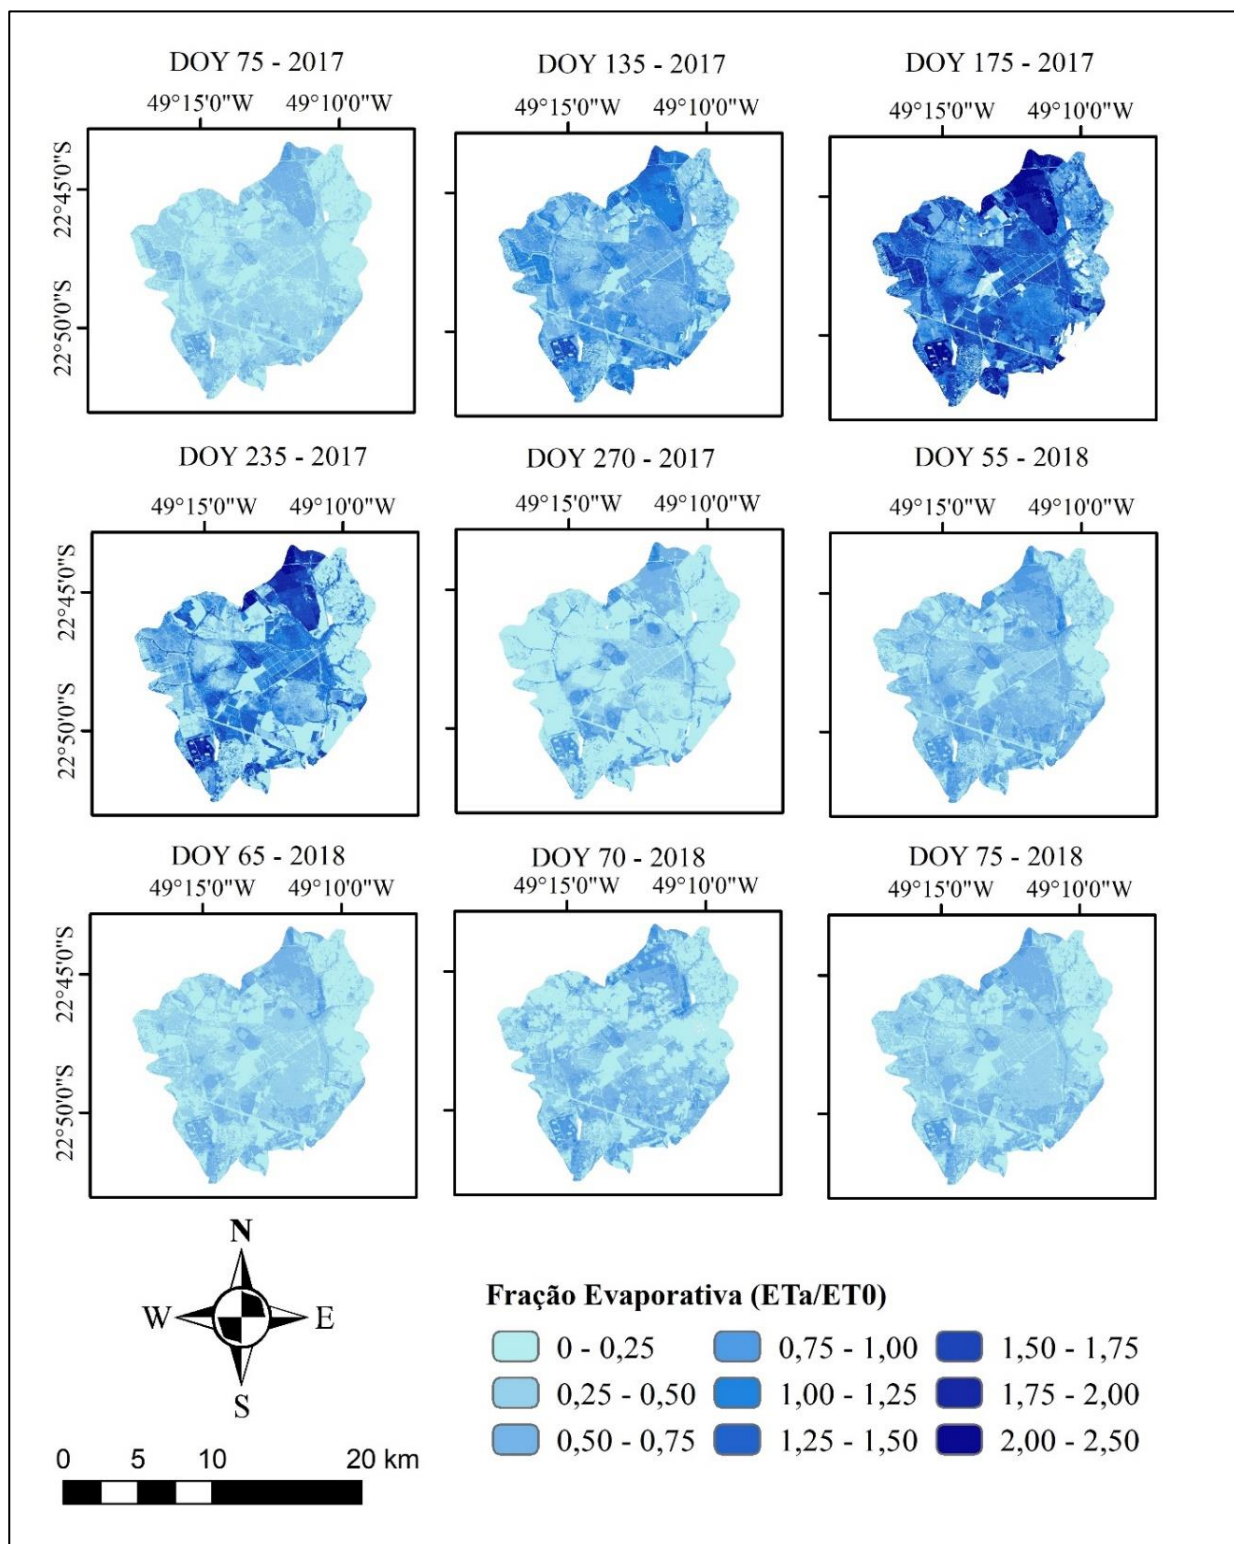 DOY 75 - 2017 DOY 135 - 2017 DOY 175 - 2017
49°15'0"W 49°10'0"W 49°15'0"W 49°10'0"W 49°15'0"W 49°10'0"W
22°45'0"S
22°50'0"S
DOY 235 - 2017 DOY 270 - 2017 DOY 55 - 2018
49°15'0"W 49°10'0"W 49°15'0"W 49°10'0"W 49°15'0"W 49°10'0"W
22°45'0"S
22°50'0"S
DOY 65 - 2018 DOY 70 - 2018 DOY 75 - 2018
49°15'0"W 49°10'0"W 49°15'0"W 49°10'0"W 49°15'0"W 49°10'0"W
22°45'0"S
22°50'0"S
N
W E
S
0 5 10 20 km
Fração Evaporativa (ETa/ET0)
0 - 0,25 0,75 - 1,00 1,50 - 1,75
0,25 - 0,50 1,00 - 1,25 1,75 - 2,00
0,50 - 0,75 1,25 - 1,50 2,00 - 2,50